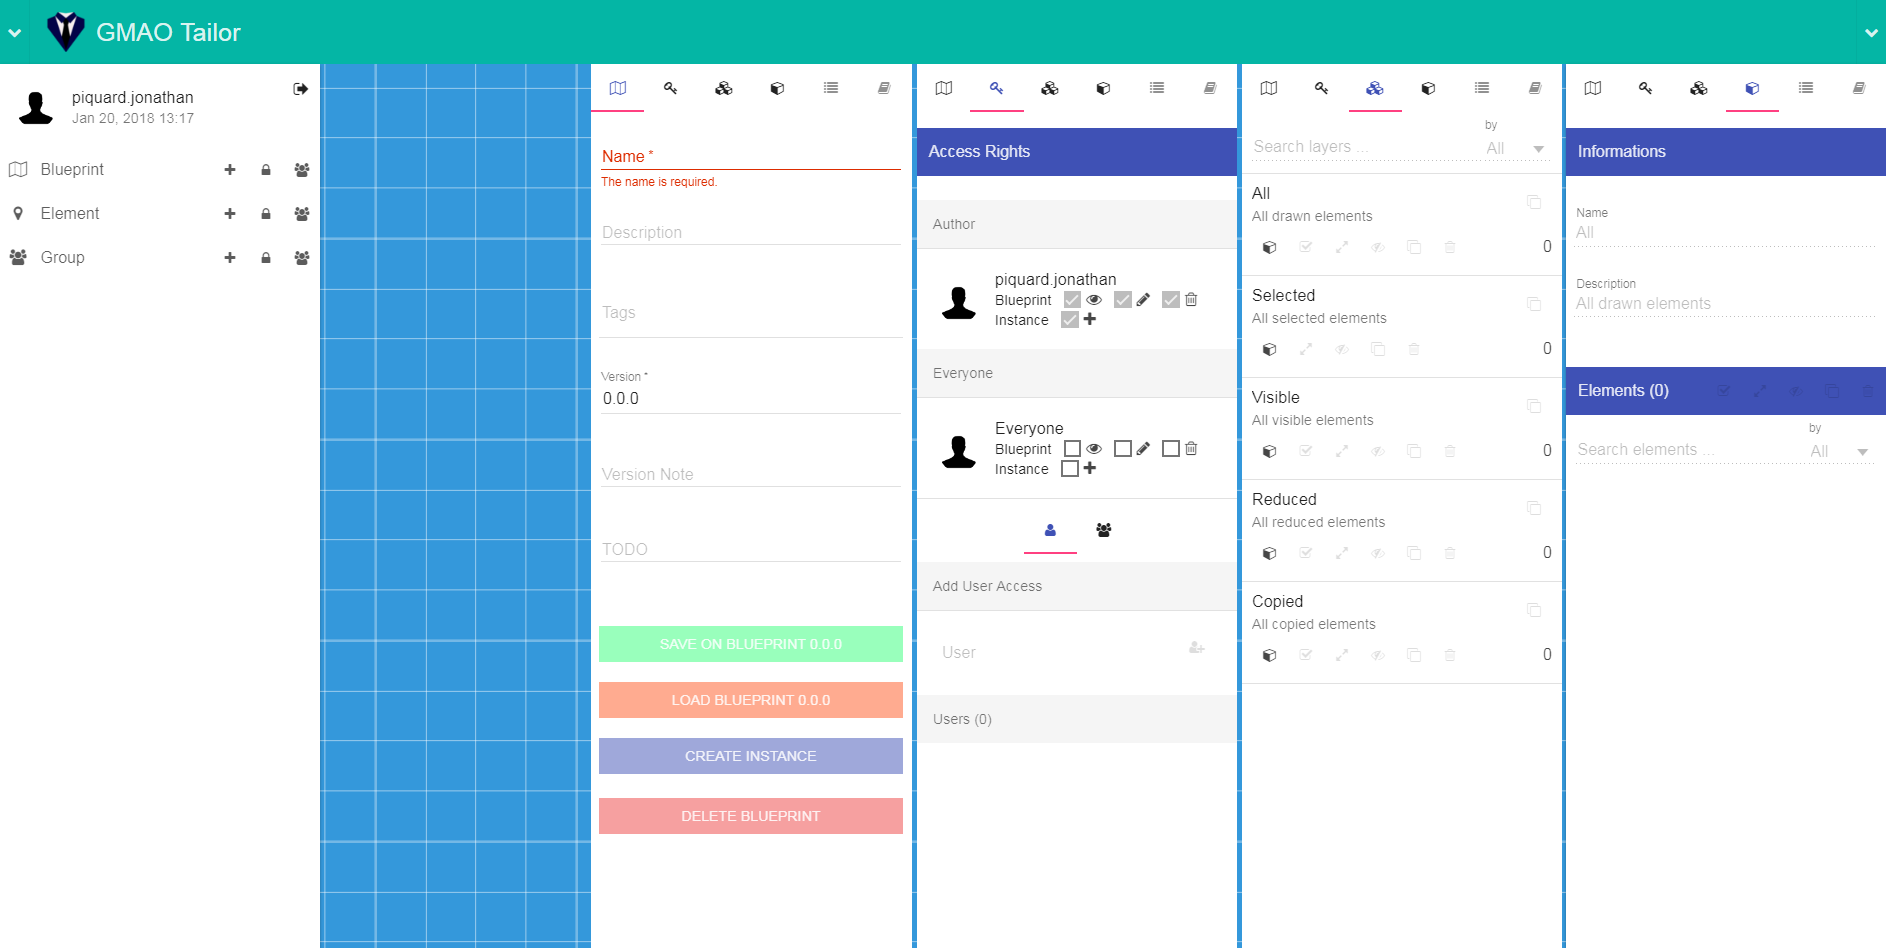 GMAO Tailor
piquard.jonathan
Jan 20, 2018 13:17
Blueprint
Element
Group
Name *
The name is required.
Description
Tags
Version *
0.0.0
Version Note
TODO
SAVE ON BLUEPRINT 0.0.0
LOAD BLUEPRINT 0.0.0
CREATE INSTANCE
DELETE BLUEPRINT
Access Rights
Author
piquard.jonathan
Blueprint
Instance
Everyone
Everyone
Blueprint
Instance
Add User Access
User
Users (0)
Search layers ...
by
All
All
All drawn elements
0
Selected
All selected elements
0
Visible
All visible elements
0
Reduced
All reduced elements
0
Copied
All copied elements
0
Informations
Name
All
Description
All drawn elements
Elements (0)
Search elements ...
by
All